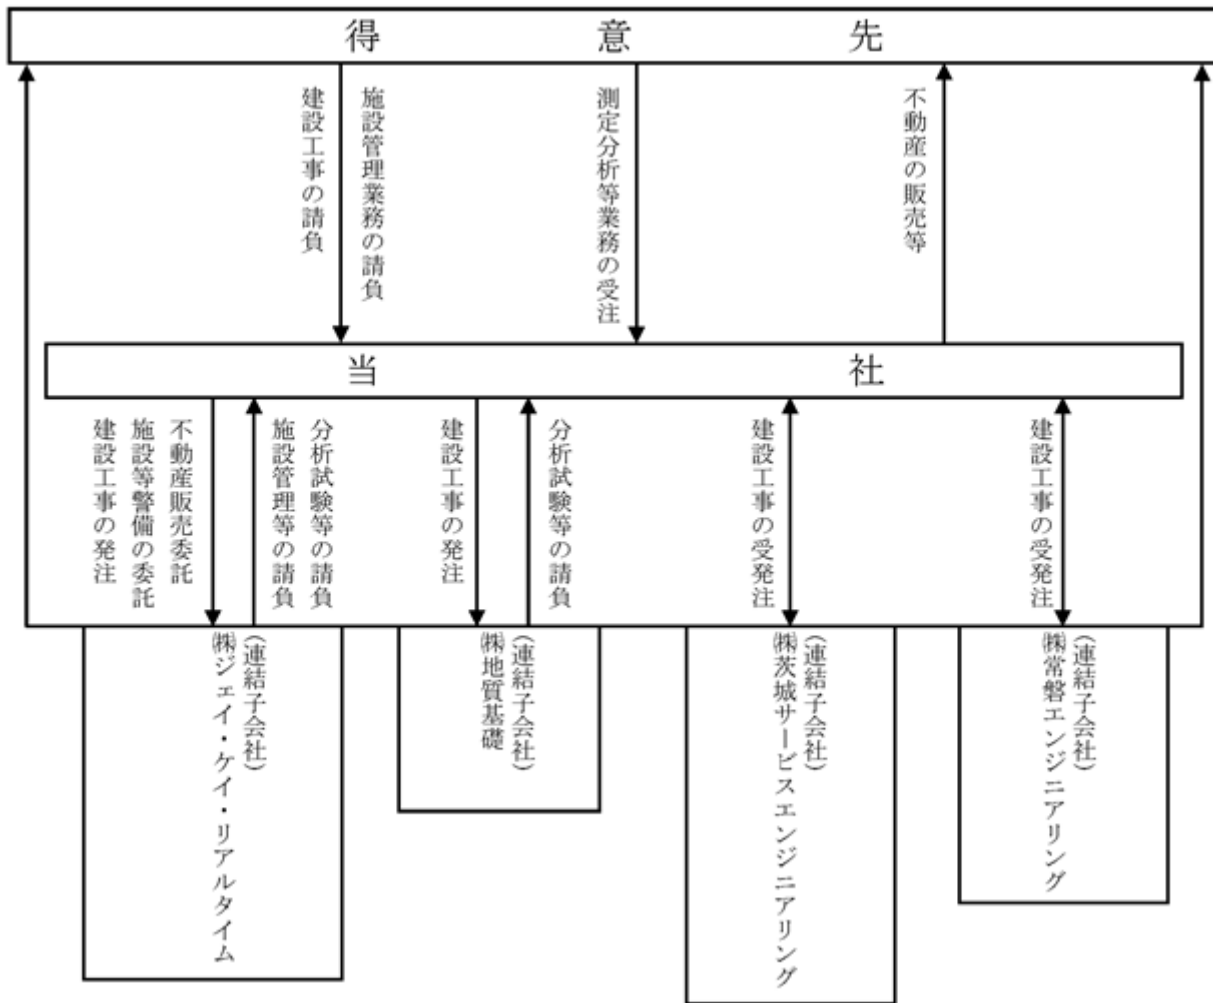 得意先
建設工事の請負
施設管理業務の請負
測定分析等業務の受注
不動産の販売等
当社
建設工事の発注
施設等警備の委託
不動産販売委託
施設管理等の請負
分析試験等の請負
建設工事の発注
分析試験等の請負
建設工事の受発注
建設工事の受発注
(連結子会社)
㈱ジェイ・ケイ・リアルタイム
(連結子会社)
㈱地質基礎
(連結子会社)
㈱茨城サービスエンジニアリング
(連結子会社)
㈱常磐エンジニアリング